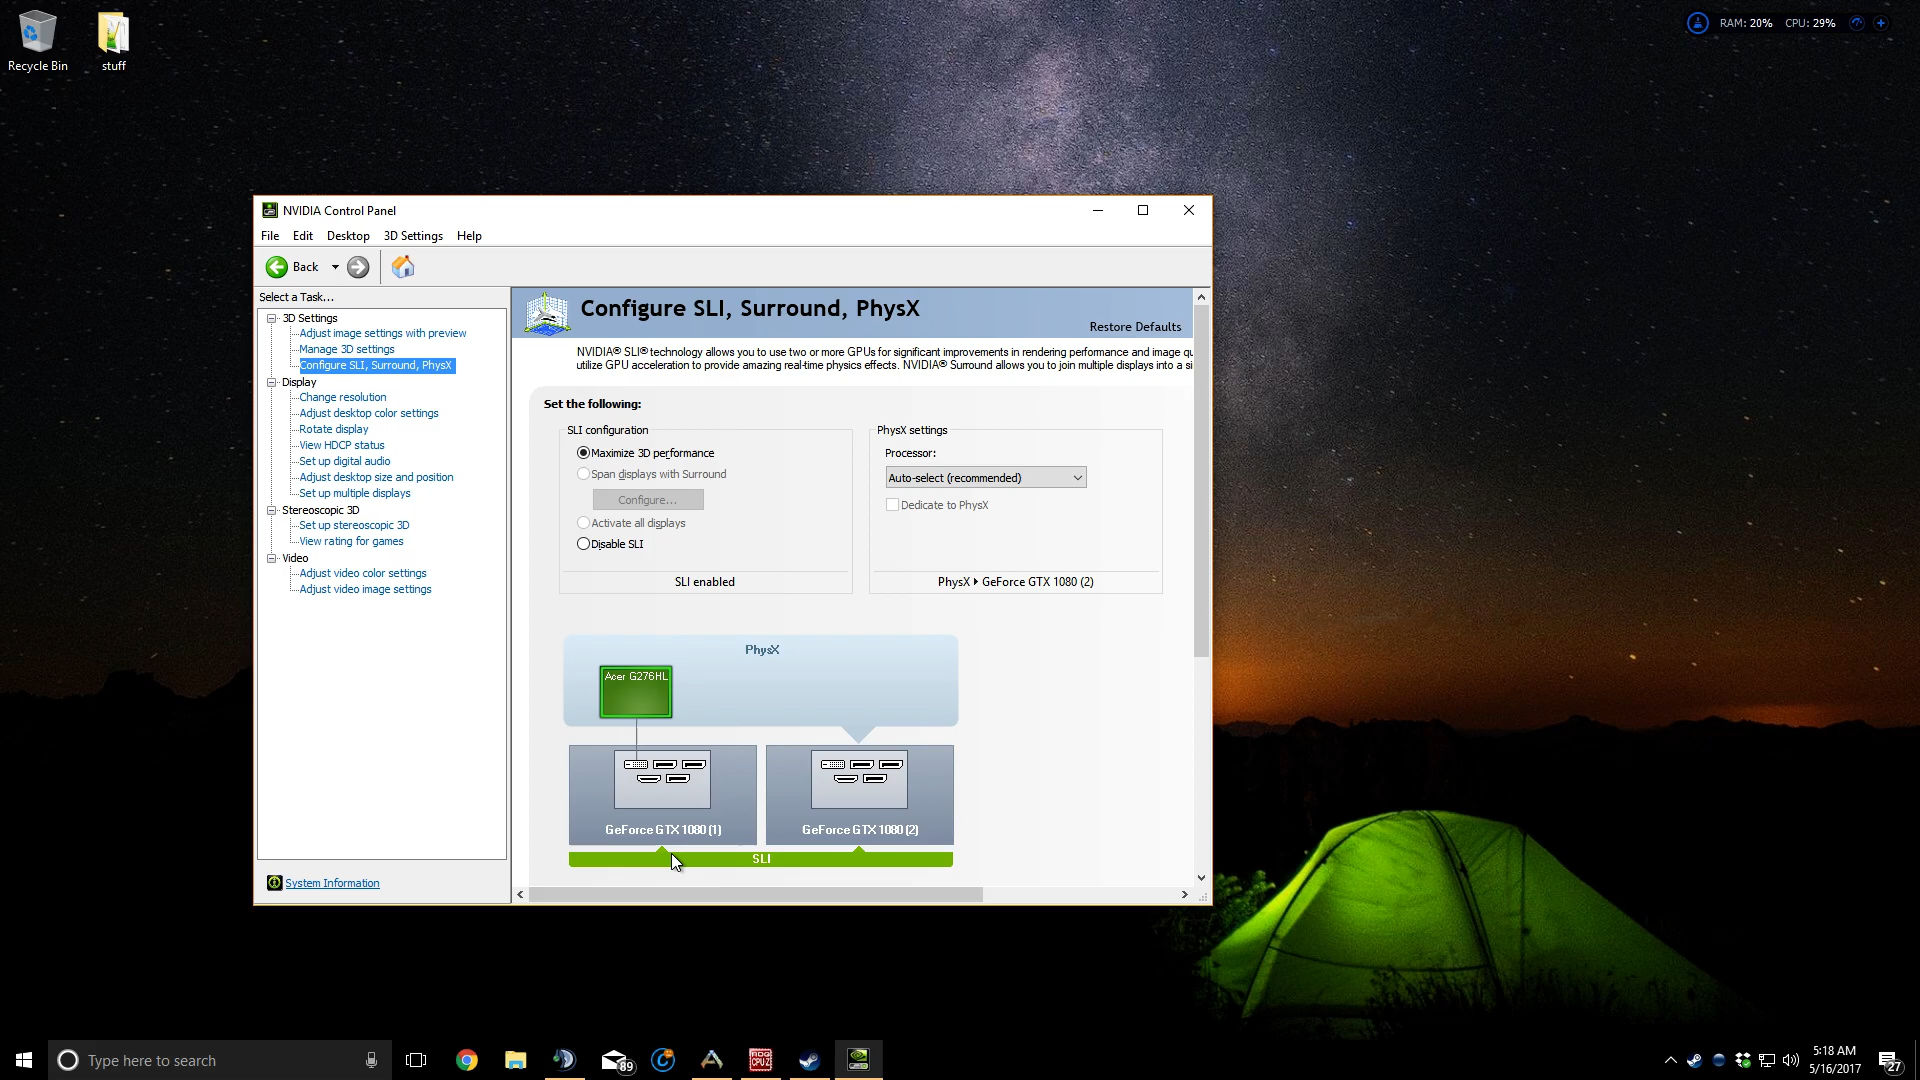 Recycle Bin
stuff
RAM: 20% CPU: 29%
NVIDIA Control Panel
File Edit Desktop 3D Settings Help
Back
Select a Task...
3D Settings
Adjust image settings with preview
Manage 3D settings
Configure SLI, Surround, PhysX
Display
Change resolution
Adjust desktop color settings
Rotate display
View HDCP status
Set up digital audio
Adjust desktop size and position
Set up multiple displays
Stereoscopic 3D
Set up stereoscopic 3D
View rating for games
Video
Adjust video color settings
Adjust video image settings
System Information
Configure SLI, Surround, PhysX
Restore Defaults
NVIDIA® SLI® technology allows you to use two or more GPUs for significant improvements in rendering performance and image qu
utilize GPU acceleration to provide amazing real-time physics effects. NVIDIA® Surround allows you to join multiple displays into a si
Set the following:
SLI configuration
Maximize 3D performance
Span displays with Surround
Configure...
Activate all displays
Disable SLI
SLI enabled
PhysX settings
Processor:
Auto-select (recommended)
Dedicate to PhysX
PhysX GeForce GTX 1080 (2)
PhysX
Acer G276HL
GeForce GTX 1080 (1)
GeForce GTX 1080 (2)
SLI
Type here to search
89
CPU-Z
5:18 AM
5/16/2017
27